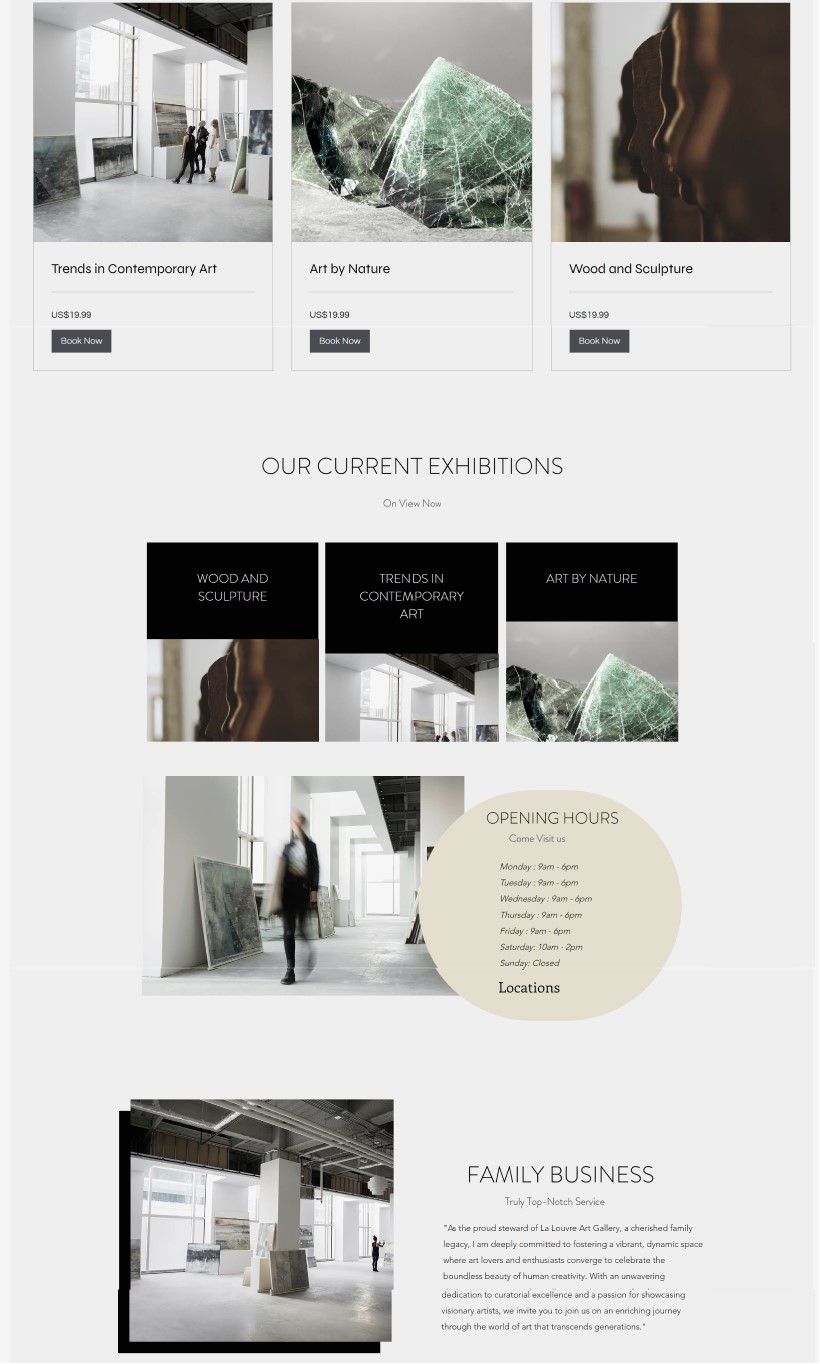 Trends in Contemporary Art
US$19.99
Book Now
Art by Nature
US$19.99
Book Now
Wood and Sculpture
US$19.99
Book Now
OUR CURRENT EXHIBITIONS
On View Now
WOOD AND
SCULPTURE
TRENDS IN
CONTEMPORARY
ART
ART BY NATURE
OPENING HOURS
Come Visit us
Monday : 9am - 6pm
Tuesday : 9am - 6pm
Wednesday : 9am - 6pm
Thursday : 9am - 6pm
Friday : 9am - 6pm
Saturday: 10am - 2pm
Sunday: Closed
Locations
FAMILY BUSINESS
Truly Top-Notch Service
"As the proud steward of La Louvre Art Gallery, a cherished family
legacy, I am deeply committed to fostering a vibrant, dynamic space
where art lovers and enthusiasts converge to celebrate the
boundless beauty of human creativity. With an unwavering
dedication to curatorial excellence and a passion for showcasing
visionary artists, we invite you to join us on an enriching journey
through the world of art that transcends generations."